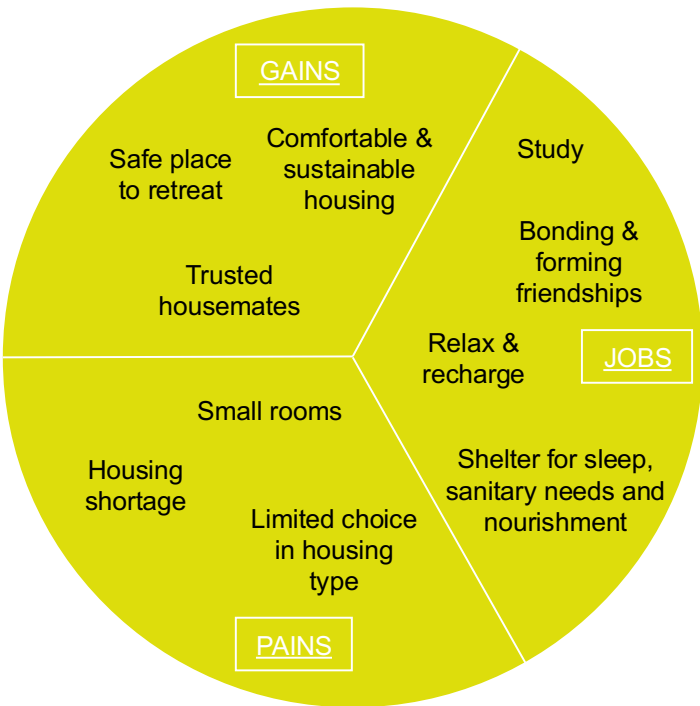 GAINS
Safe place
to retreat
Comfortable &
sustainable
housing
Trusted
housemates
Study
Bonding &
forming
friendships
Relax &
recharge
JOBS
Shelter for sleep,
sanitary needs and
nourishment
Small rooms
Housing
shortage
Limited choice
in housing
type
PAINS